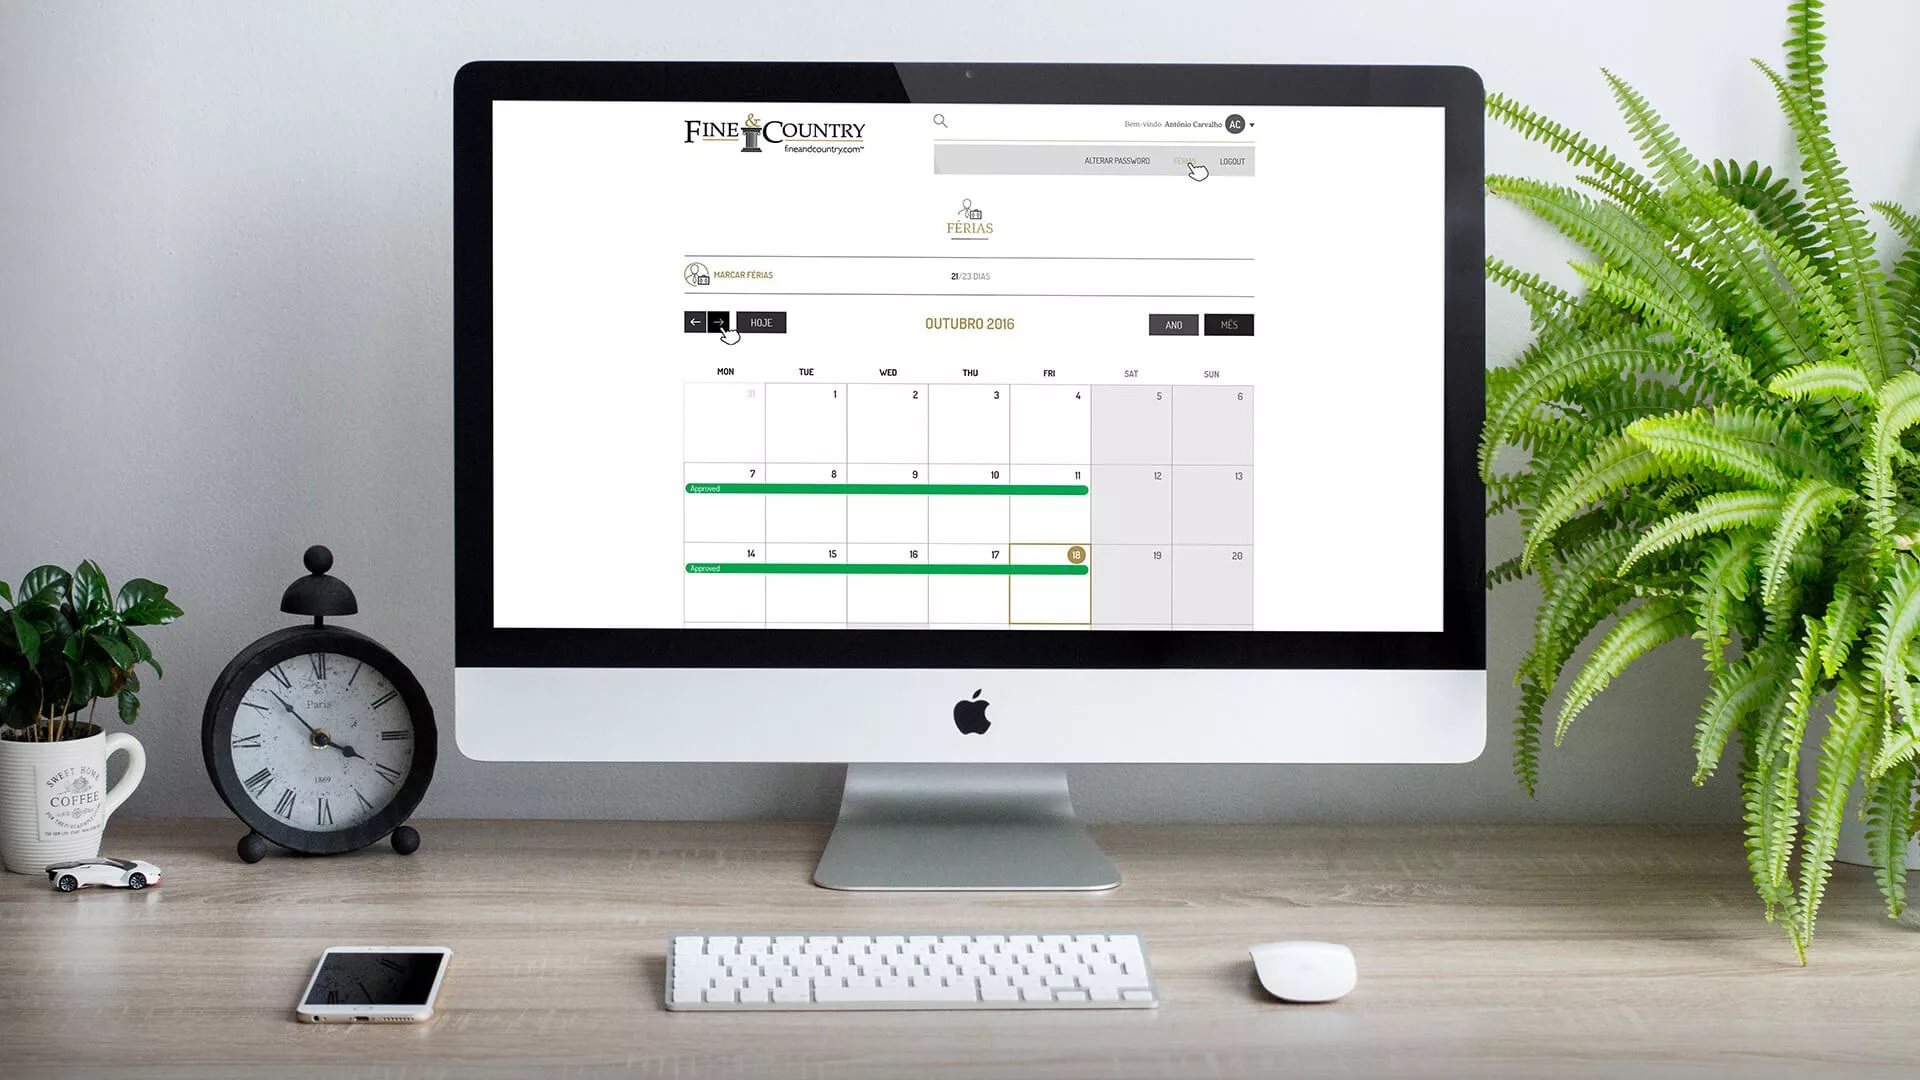 FINE & COUNTRY
fineandcountry.com™
Bem-vindo António Carvalho AC
ALTERAR PASSWORD FÉRIAS LOGOUT
FÉRIAS
MARCAR FÉRIAS 21/23 DIAS
← → HOJE OUTUBRO 2016 ANO MÊS
MON TUE WED THU FRI SAT SUN
31 1 2 3 4 5 6
7 8 9 10 11 12 13
Approved
14 15 16 17 18 19 20
Approved
Paris
1869
SWEET HOME
COFFEE